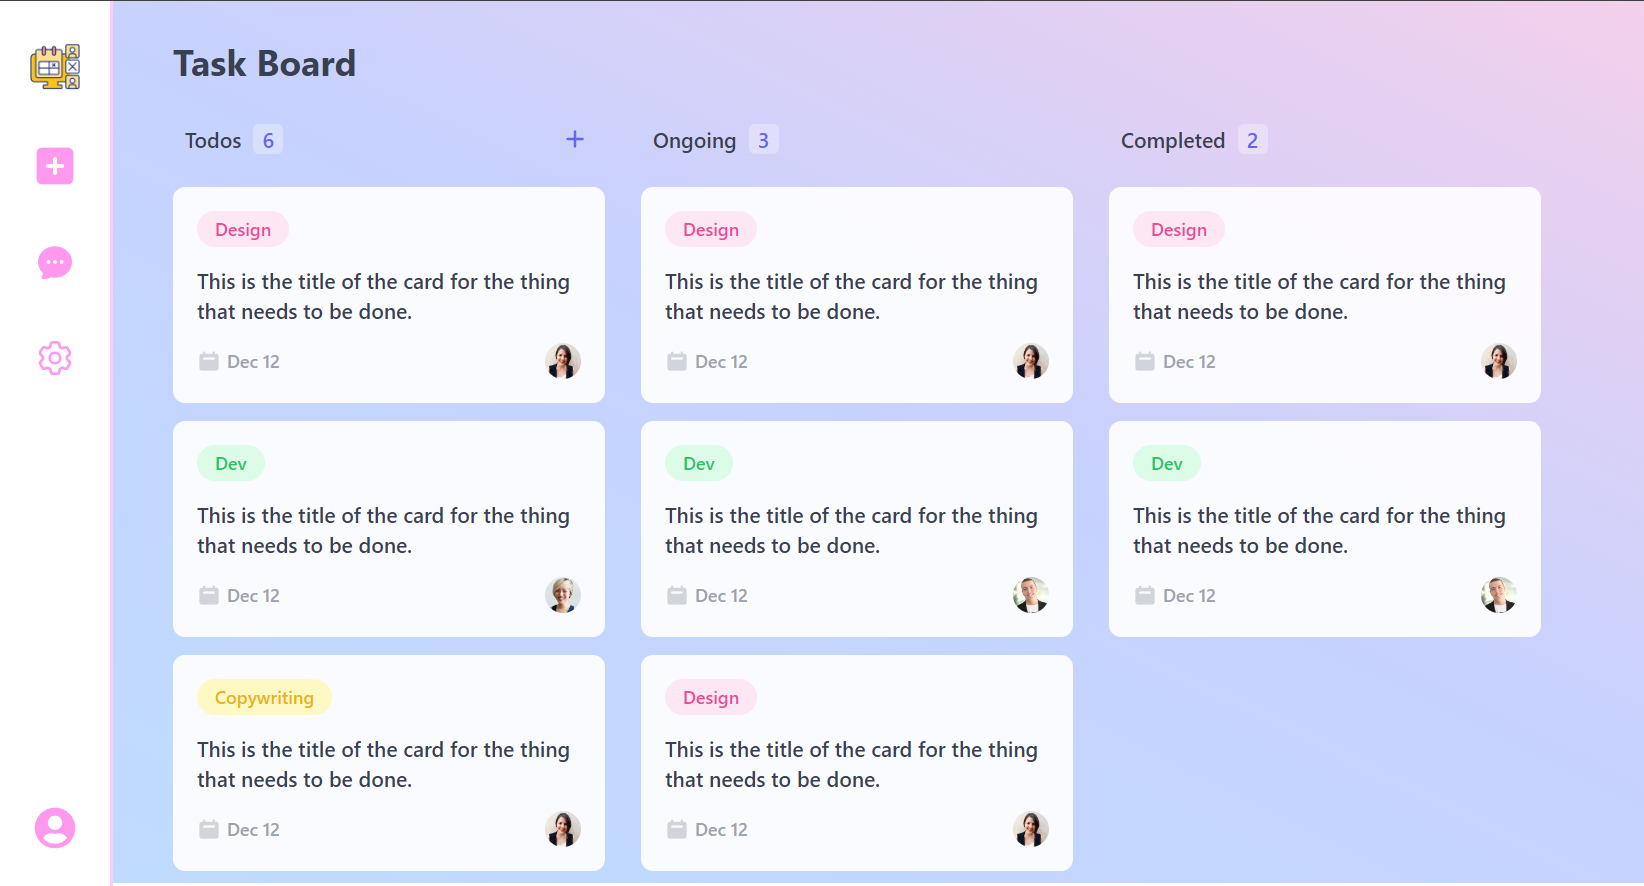 Task Board
Todos 6
Design
This is the title of the card for the thing
that needs to be done.
Dec 12
Dev
This is the title of the card for the thing
that needs to be done.
Dec 12
Copywriting
This is the title of the card for the thing
that needs to be done.
Dec 12
Ongoing 3
Design
This is the title of the card for the thing
that needs to be done.
Dec 12
Dev
This is the title of the card for the thing
that needs to be done.
Dec 12
Design
This is the title of the card for the thing
that needs to be done.
Dec 12
Completed 2
Design
This is the title of the card for the thing
that needs to be done.
Dec 12
Dev
This is the title of the card for the thing
that needs to be done.
Dec 12